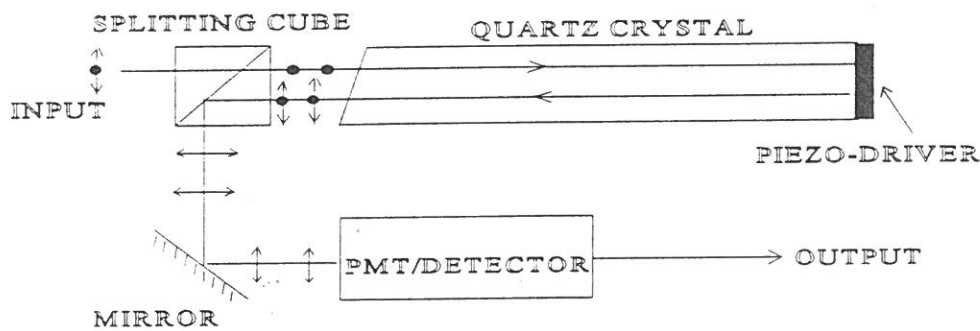 SPLITTING CUBE
QUARTZ CRYSTAL
INPUT
PIEZO-DRIVER
PMT/DETECTOR
OUTPUT
MIRROR